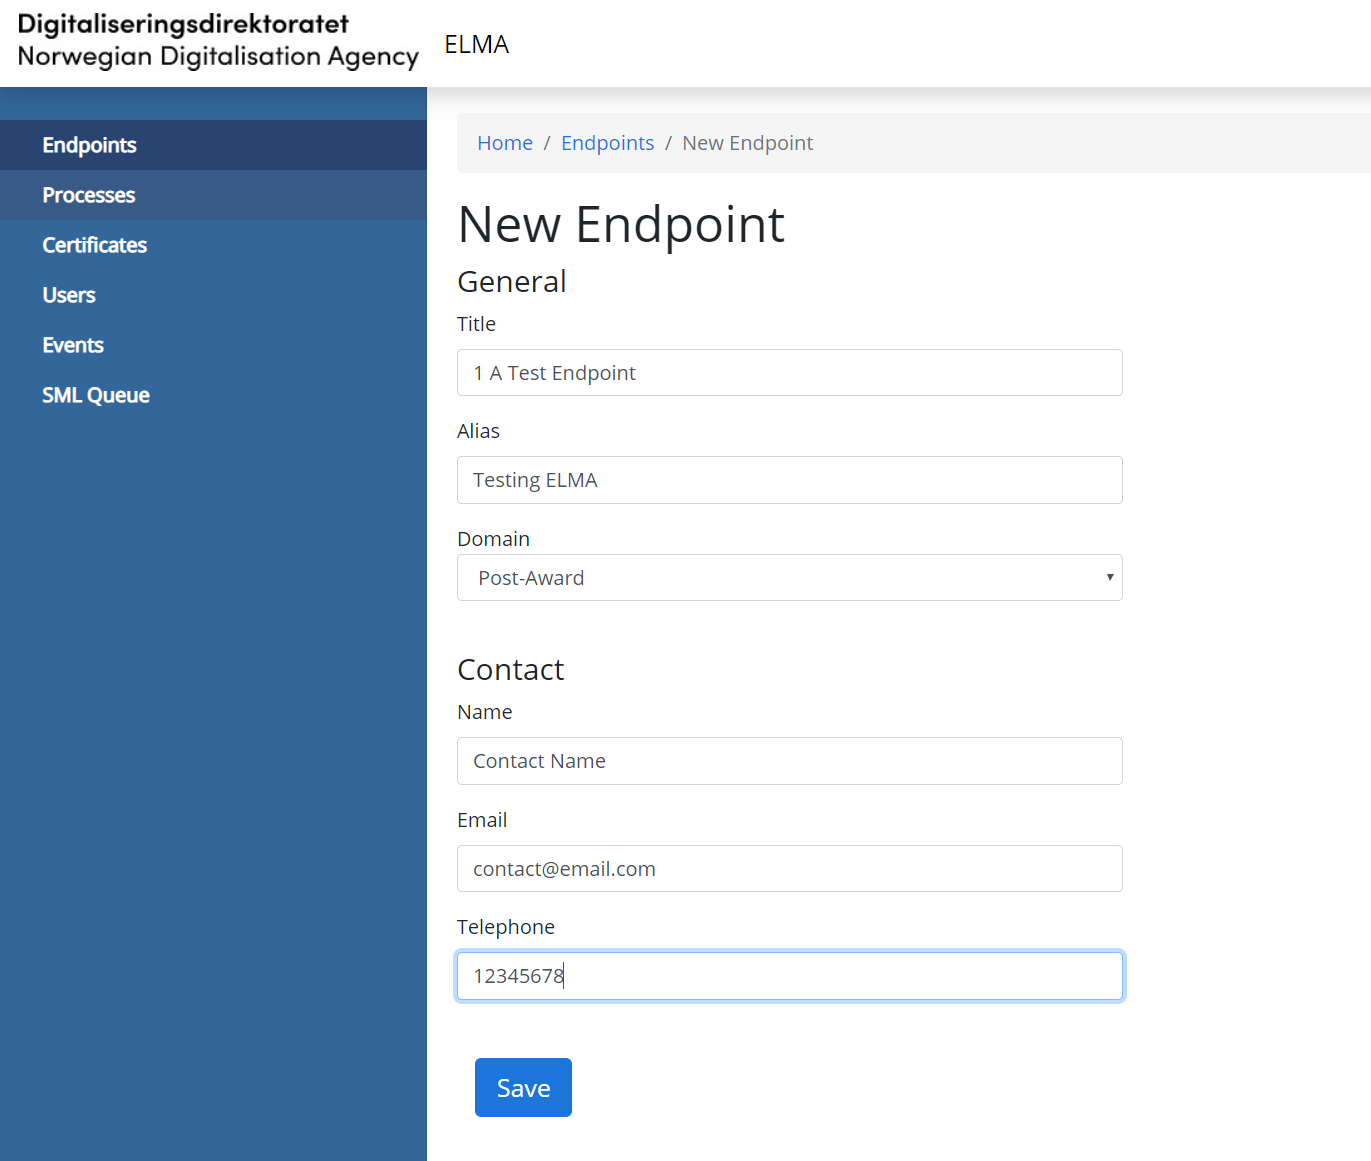 Digitaliseringsdirektoratet
Norwegian Digitalisation Agency
ELMA
Endpoints
Processes
Certificates
Users
Events
SML Queue
Home / Endpoints / New Endpoint
New Endpoint
General
Title
1 A Test Endpoint
Alias
Testing ELMA
Domain
Post-Award
Contact
Name
Contact Name
Email
contact@email.com
Telephone
12345678
Save